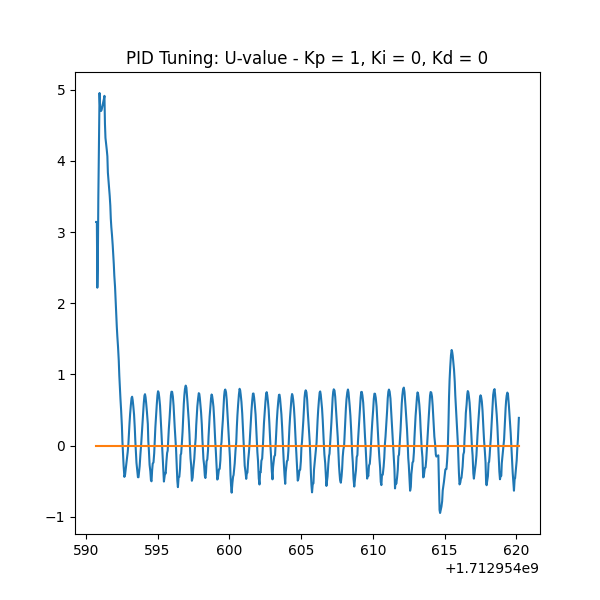 PID Tuning: U-value - Kp = 1, Ki = 0, Kd = 0
5
4
3
2
1
0
−1
590 595 600 605 610 615 620
+1.712954e9